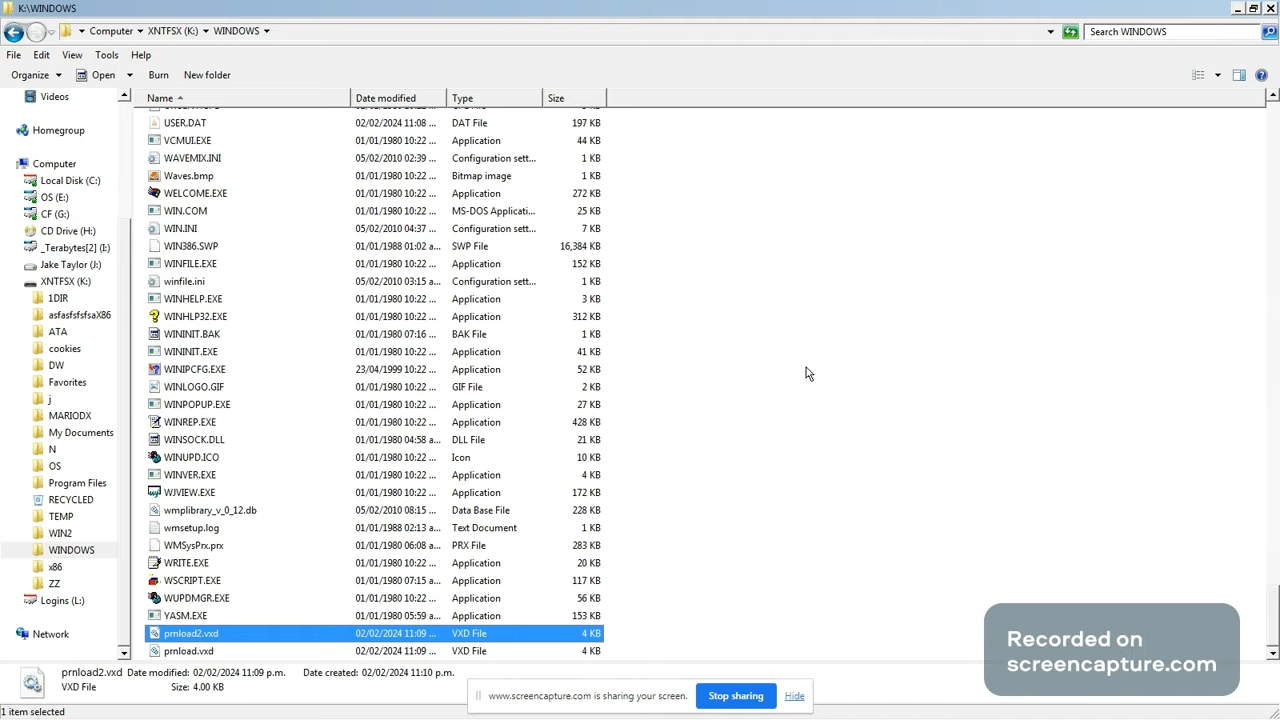 K:\WINDOWS
Computer XNTFSX (K:) WINDOWS Search WINDOWS
File Edit View Tools Help
Organize Open Burn New folder
Name Date modified Type Size
Videos
Homegroup
Computer
Local Disk (C:)
OS (E:)
CF (G:)
CD Drive (H:)
_Terabytes[2] (I:)
Jake Taylor (J:)
XNTFSX (K:)
1DIR
asfasfsfsfsaX86
ATA
cookies
DW
Favorites
j
MARIODX
My Documents
N
OS
Program Files
RECYCLED
TEMP
WIN2
WINDOWS
x86
ZZ
Logins (L:)
Network
USER.DAT 02/02/2024 11:08 ... DAT File 197 KB
VCMUI.EXE 01/01/1980 10:22 ... Application 44 KB
WAVEMIX.INI 05/02/2010 02:39 ... Configuration sett... 1 KB
Waves.bmp 01/01/1980 10:22 ... Bitmap image 1 KB
WELCOME.EXE 01/01/1980 10:22 ... Application 272 KB
WIN.COM 01/01/1980 10:22 ... MS-DOS Applicati... 25 KB
WIN.INI 05/02/2010 04:37 ... Configuration sett... 7 KB
WIN386.SWP 01/01/1988 01:02 a... SWP File 16,384 KB
WINFILE.EXE 01/01/1980 10:22 ... Application 152 KB
winfile.ini 05/02/2010 03:15 a... Configuration sett... 1 KB
WINHELP.EXE 01/01/1980 10:22 ... Application 3 KB
WINHLP32.EXE 01/01/1980 10:22 ... Application 312 KB
WININIT.BAK 01/01/1980 07:16 ... BAK File 1 KB
WININIT.EXE 01/01/1980 10:22 ... Application 41 KB
WINIPCFG.EXE 23/04/1999 10:22 ... Application 52 KB
WINLOGO.GIF 01/01/1980 10:22 ... GIF File 2 KB
WINPOPUP.EXE 01/01/1980 10:22 ... Application 27 KB
WINREP.EXE 01/01/1980 10:22 ... Application 428 KB
WINSOCK.DLL 01/01/1980 04:58 a... DLL File 21 KB
WINUPD.ICO 01/01/1980 10:22 ... Icon 10 KB
WINVER.EXE 01/01/1980 10:22 ... Application 4 KB
WJVIEW.EXE 01/01/1980 10:22 ... Application 172 KB
wmplibrary_v_0_12.db 05/02/2010 08:15 ... Data Base File 228 KB
wmsetup.log 01/01/1988 02:13 a... Text Document 1 KB
WMSysPrx.prx 01/01/1980 06:08 a... PRX File 283 KB
WRITE.EXE 01/01/1980 10:22 ... Application 20 KB
WSCRIPT.EXE 01/01/1980 07:15 a... Application 117 KB
WUPDMGR.EXE 01/01/1980 10:22 ... Application 56 KB
YASM.EXE 01/01/1980 05:59 a... Application 153 KB
prnload2.vxd 02/02/2024 11:09 ... VXD File 4 KB
prnload.vxd 02/02/2024 11:09 ... VXD File 4 KB
Recorded on
screencapture.com
prnload2.vxd Date modified: 02/02/2024 11:09 p.m. Date created: 02/02/2024 11:10 p.m.
VXD File Size: 4.00 KB
www.screencapture.com is sharing your screen. Stop sharing Hide
1 item selected